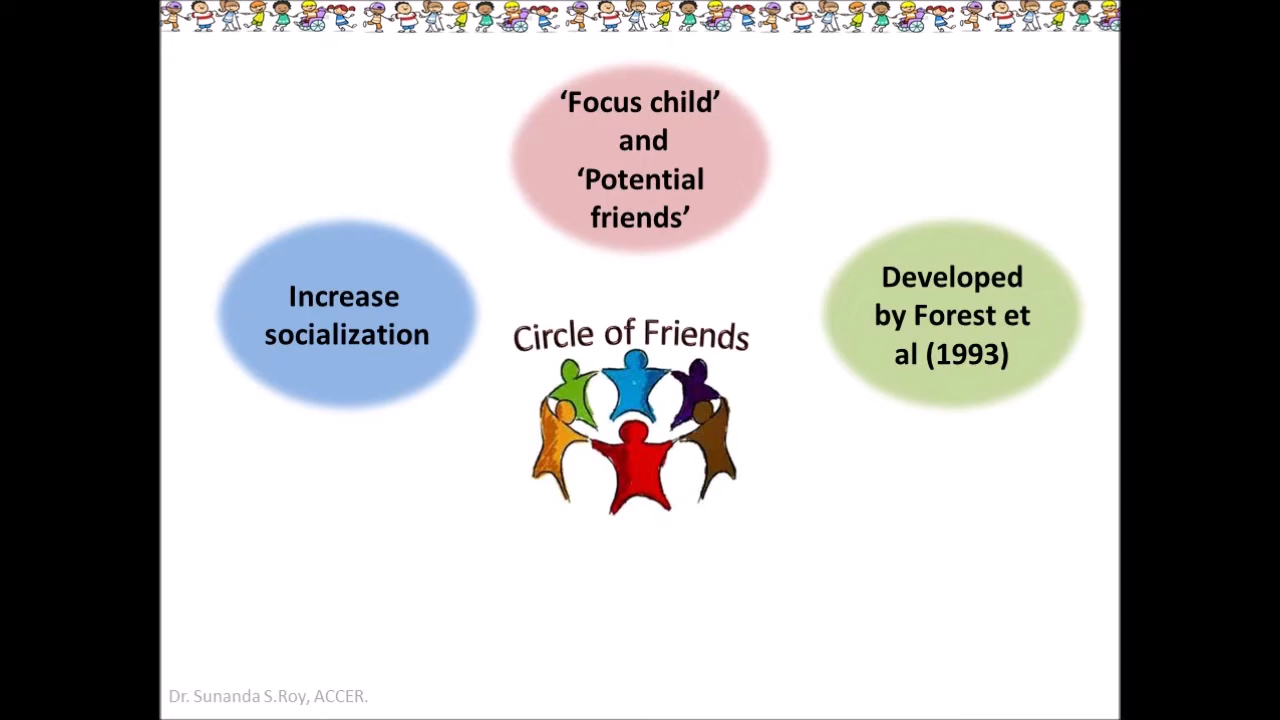 ‘Focus child’
and
‘Potential
friends’
Increase
socialization
Developed
by Forest et
al (1993)
Circle of Friends
Dr. Sunanda S.Roy, ACCER.